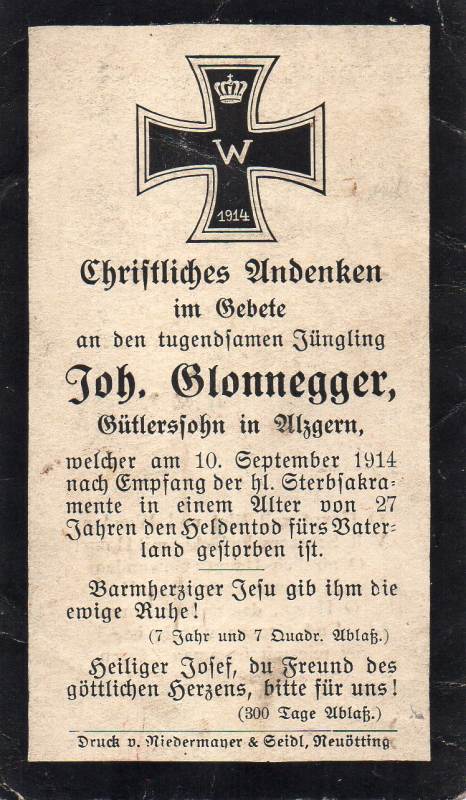 W
1914
Christliches Andenken
im Gebete
an den tugendsamen Jüngling
Joh. Glonnegger,
Gütlerssohn in Alzgern,
welcher am 10. September 1914
nach Empfang der hl. Sterbsakra-
mente in einem Alter von 27
Jahren den Heldentod fürs Vater-
land gestorben ist.
Barmherziger Jesu gib ihm die
ewige Ruhe!
(7 Jahr und 7 Quadr. Ablaß.)
Heiliger Josef, du Freund des
göttlichen Herzens, bitte für uns!
(300 Tage Ablaß.)
Druck v. Niedermayer & Seidl, Neuötting